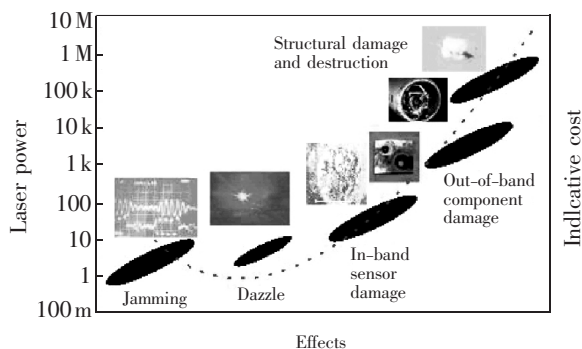 10 M
1 M
100 k
10 k
1 k
100
10
1
100 m
Laser power
Structural damage
and destruction
Out-of-band
component
damage
In-band
sensor
damage
Dazzle
Jamming
Effects
Indlcative cost